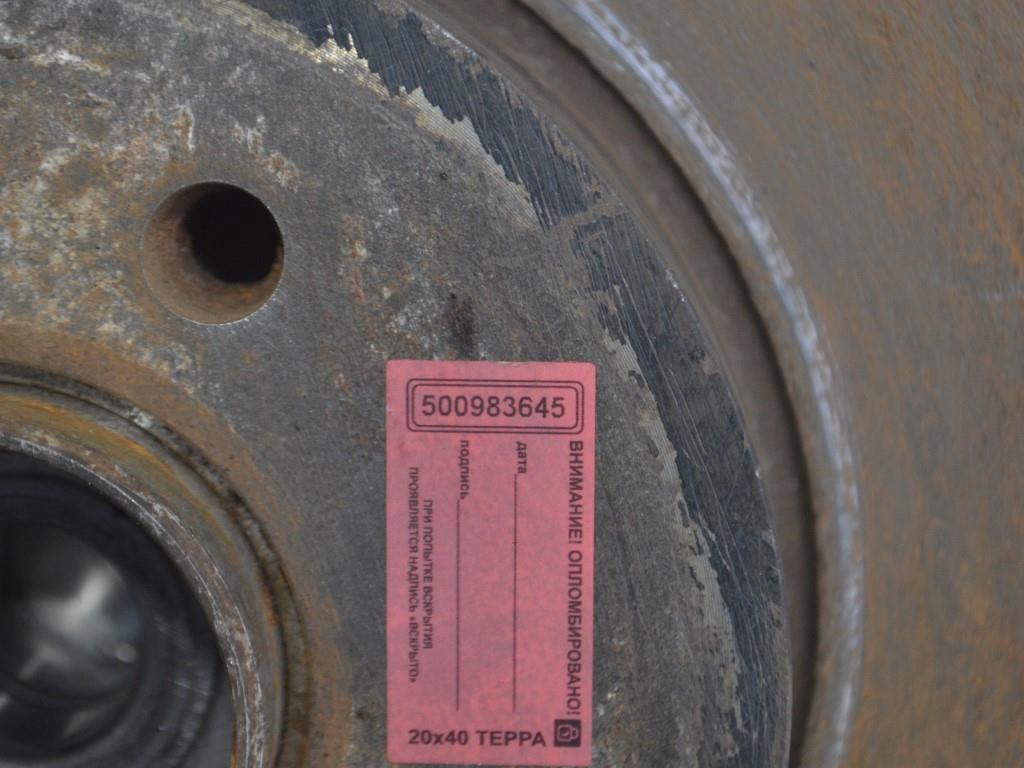 500983645
ВНИМАНИЕ! ОПЛОМБИРОВАНО!
дата
подпись
ПРИ ПОПЫТКЕ ВСКРЫТИЯ
ПРОЯВЛЯЕТСЯ НАДПИСЬ «ВСКРЫТО»
20x40 ТЕРРА